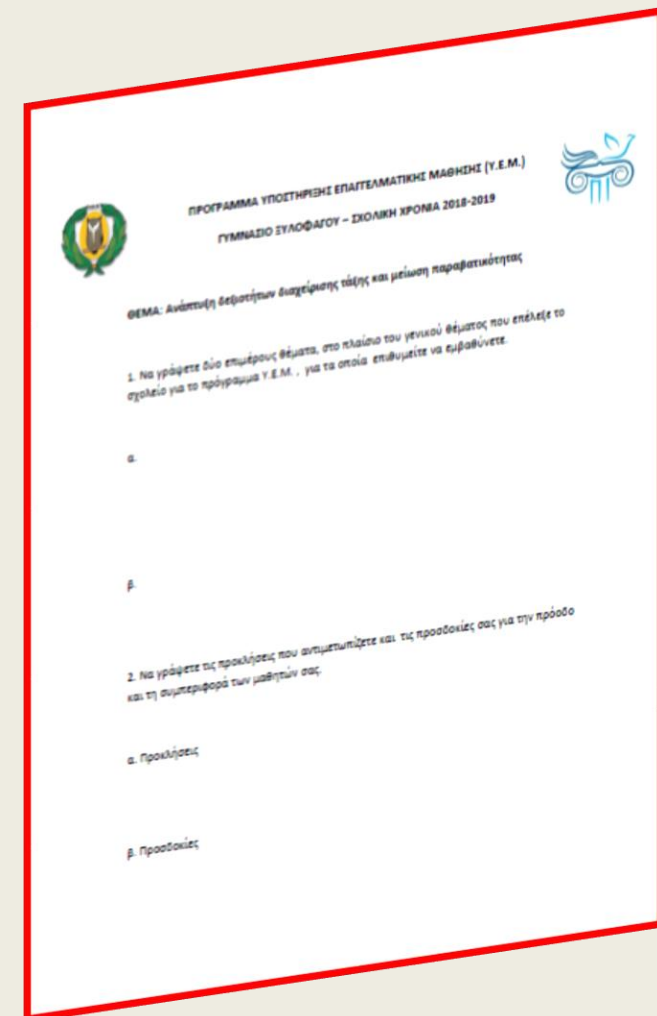 ΠΡΟΓΡΑΜΜΑ ΥΠΟΣΤΗΡΙΞΗΣ ΕΠΑΓΓΕΛΜΑΤΙΚΗΣ ΜΑΘΗΣΗΣ (Υ.Ε.Μ.)
ΓΥΜΝΑΣΙΟ ΞΥΛΟΦΑΓΟΥ – ΣΧΟΛΙΚΗ ΧΡΟΝΙΑ 2018-2019
ΘΕΜΑ: Ανάπτυξη δεξιοτήτων διαχείρισης τάξης και μείωση παραβατικότητας
1. Να γράψετε δύο επιμέρους θέματα, στο πλαίσιο του γενικού θέματος που επέλεξε το
σχολείο για το πρόγραμμα Υ.Ε.Μ. , για τα οποία επιθυμείτε να εμβαθύνετε.
α.
β.
2. Να γράψετε τις προκλήσεις που αντιμετωπίζετε και τις προσδοκίες σας για την πρόοδο
και τη συμπεριφορά των μαθητών σας.
α. Προκλήσεις
β. Προσδοκίες